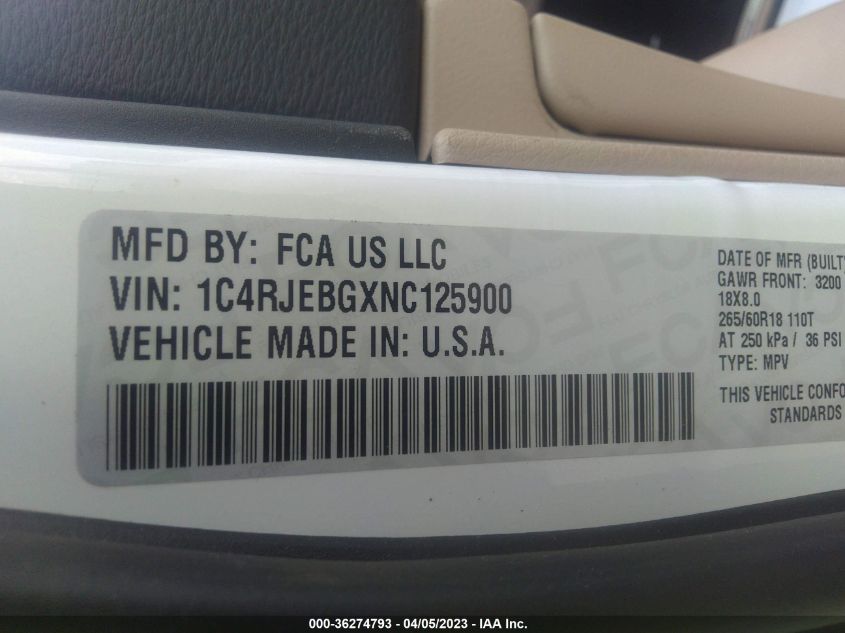 MFD BY: FCA US LLC
VIN: 1C4RJEBGXNC125900
VEHICLE MADE IN: U.S.A.
DATE OF MFR (BUILT)
GAWR FRONT: 3200
18X8.0
265/60R18 110T
AT 250 kPa / 36 PSI
TYPE: MPV
THIS VEHICLE CONFO
STANDARDS
000-36274793 - 04/05/2023 - IAA Inc.